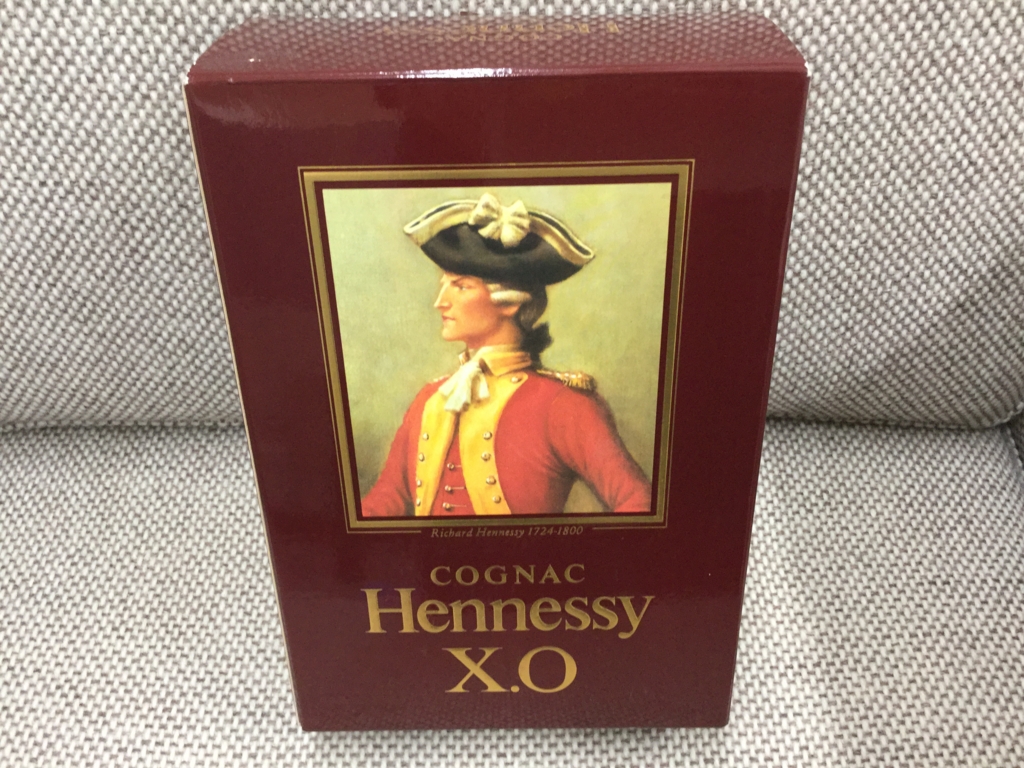 Richard Hennessy 1724-1800
COGNAC
Hennessy
X.O